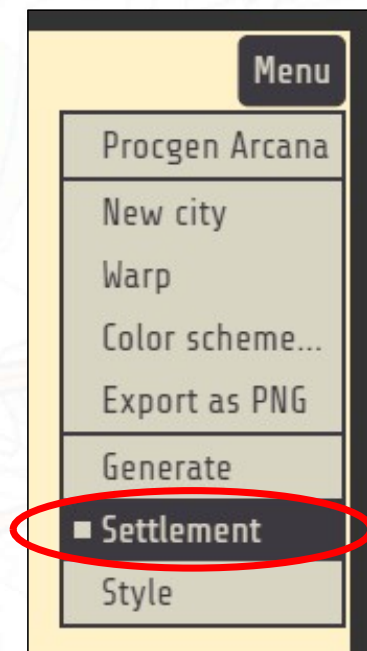 Menu
Procgen Arcana
New city
Warp
Color scheme...
Export as PNG
Generate
Settlement
Style